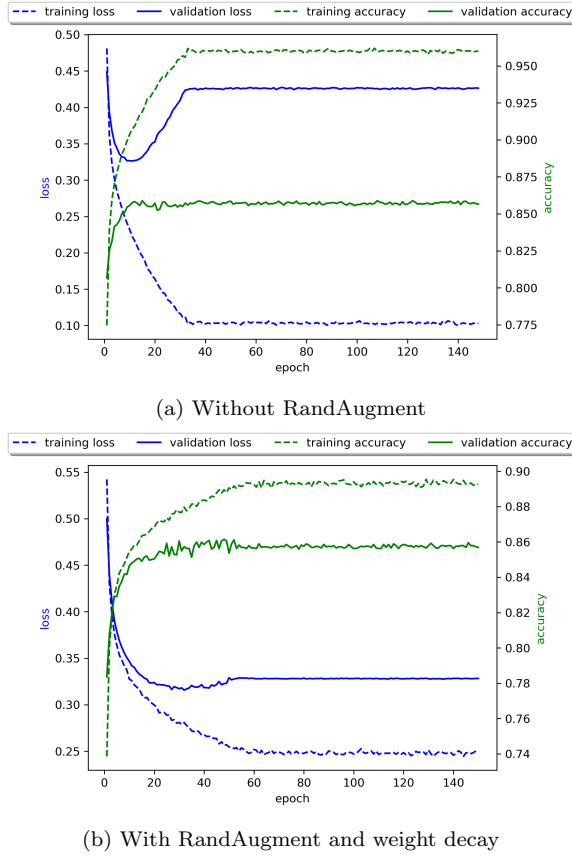 training loss validation loss training accuracy validation accuracy
0.50
0.45
0.40
0.35
0.30
0.25
0.20
0.15
0.10
loss
0.950
0.925
0.900
0.875
0.850
0.825
0.800
0.775
accuracy
0 20 40 60 80 100 120 140
epoch
(a) Without RandAugment
training loss validation loss training accuracy validation accuracy
0.55
0.50
0.45
0.40
0.35
0.30
0.25
loss
0.90
0.88
0.86
0.84
0.82
0.80
0.78
0.76
0.74
accuracy
0 20 40 60 80 100 120 140
epoch
(b) With RandAugment and weight decay